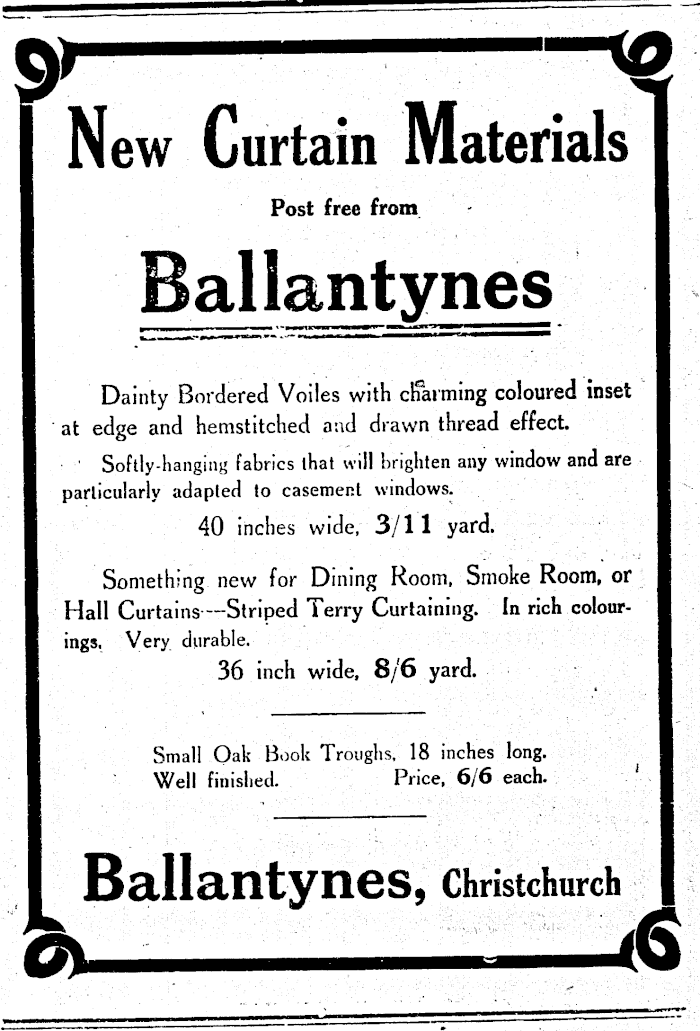 New Curtain Materials
Post free from
Ballantynes
Dainty Bordered Voiles with charming coloured inset
at edge and hemstitched and drawn thread effect.
Softly-hanging fabrics that will brighten any window and are
particularly adapted to casement windows.
40 inches wide, 3/11 yard.
Something new for Dining Room, Smoke Room, or
Hall Curtains—Striped Terry Curtaining. In rich colour-
ings. Very durable.
36 inch wide, 8/6 yard.
Small Oak Book Troughs, 18 inches long.
Well finished. Price, 6/6 each.
Ballantynes, Christchurch